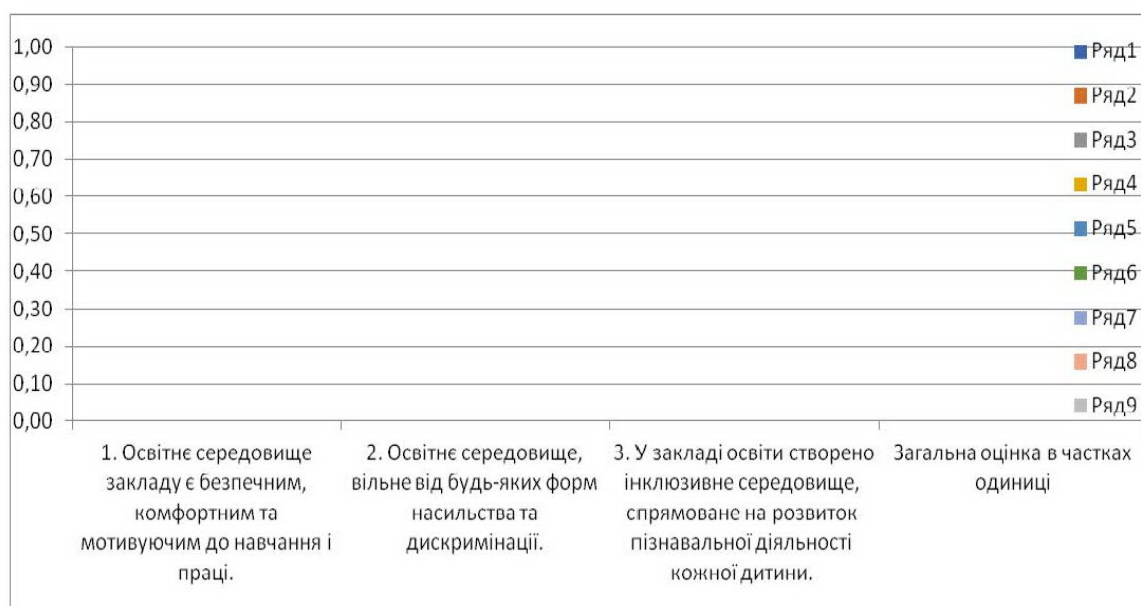 1,00
0,90
0,80
0,70
0,60
0,50
0,40
0,30
0,20
0,10
0,00
Ряд1
Ряд2
Ряд3
Ряд4
Ряд5
Ряд6
Ряд7
Ряд8
Ряд9
1. Освітнє середовище
закладу є безпечним,
комфортним та
мотивуючим до навчання і
праці.
2. Освітнє середовище,
вільне від будь-яких форм
насильства та
дискримінації.
3. У закладі освіти створено
інклюзивне середовище,
спрямоване на розвиток
пізнавальної діяльності
кожної дитини.
Загальна оцінка в частках
одиниці